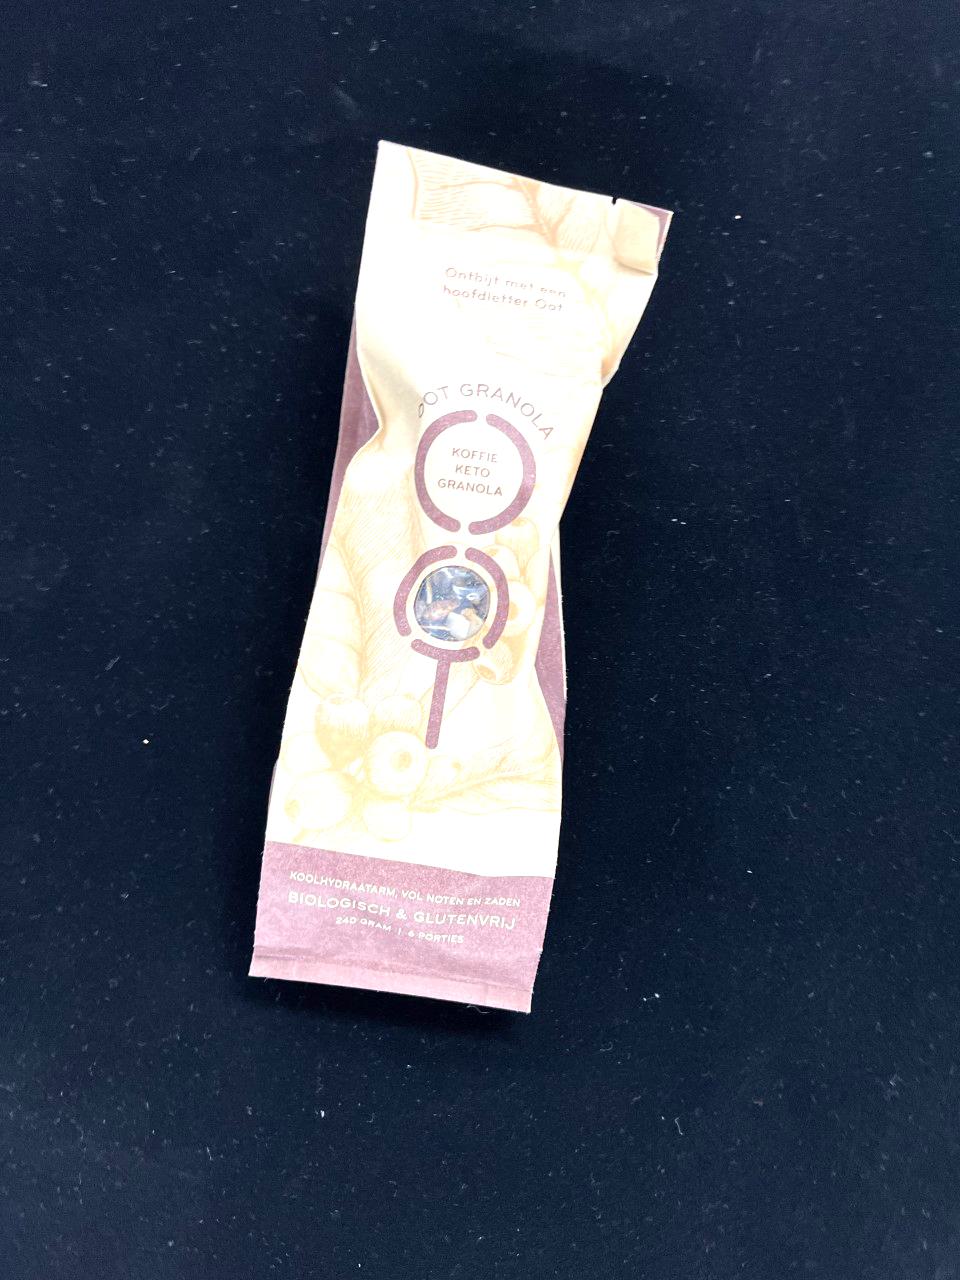 Ontbijt met een
hoofdletter Oot
OOT GRANOLA
KOFFIE
KETO
GRANOLA
KOOLHYDRAATARM, VOL NOTEN EN ZADEN
BIOLOGISCH & GLUTENVRIJ
240 GRAM | 6 PORTIES